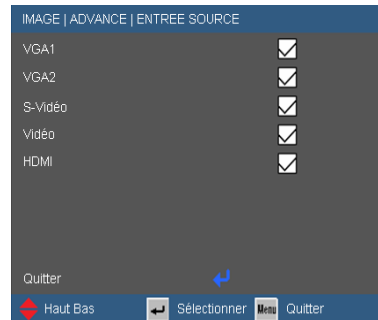 IMAGE | ADVANCE | ENTREE SOURCE
VGA1
VGA2
S-Vidéo
Vidéo
HDMI
Quitter
Haut Bas Sélectionner Menu Quitter